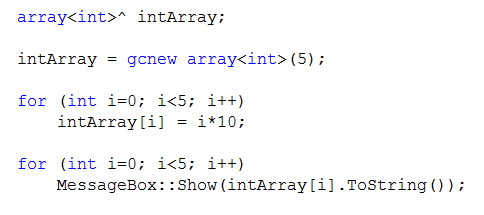 array<int>^ intArray;
intArray = gcnew array<int>(5);
for (int i=0; i<5; i++)
intArray[i] = i*10;
for (int i=0; i<5; i++)
MessageBox::Show(intArray[i].ToString());